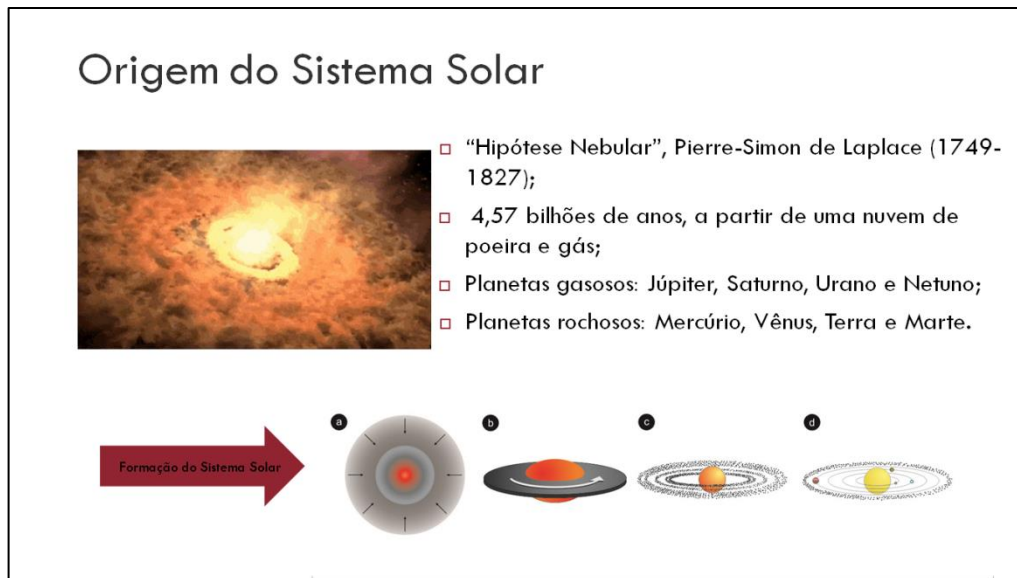 Origem do Sistema Solar
“Hipótese Nebular”, Pierre-Simon de Laplace (1749-
1827);
4,57 bilhões de anos, a partir de uma nuvem de
poeira e gás;
Planetas gasosos: Júpiter, Saturno, Urano e Netuno;
Planetas rochosos: Mercúrio, Vênus, Terra e Marte.
a
b
c
d
Formação do Sistema Solar